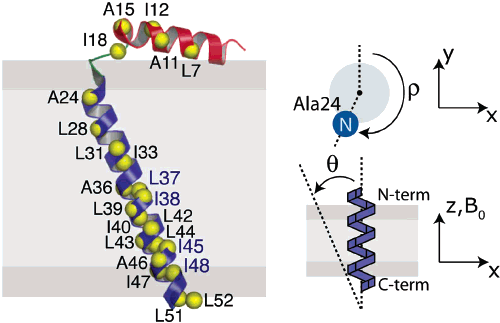 A15 I12
I18
A11 L7
A24
L28
L31 I33
A36 L37
I38
L39 L42
I40 L44
L43 I45
A46 I48
I47
L51 L52
Ala24
N
ρ
y
x
θ
N-term
C-term
z,B₀
x